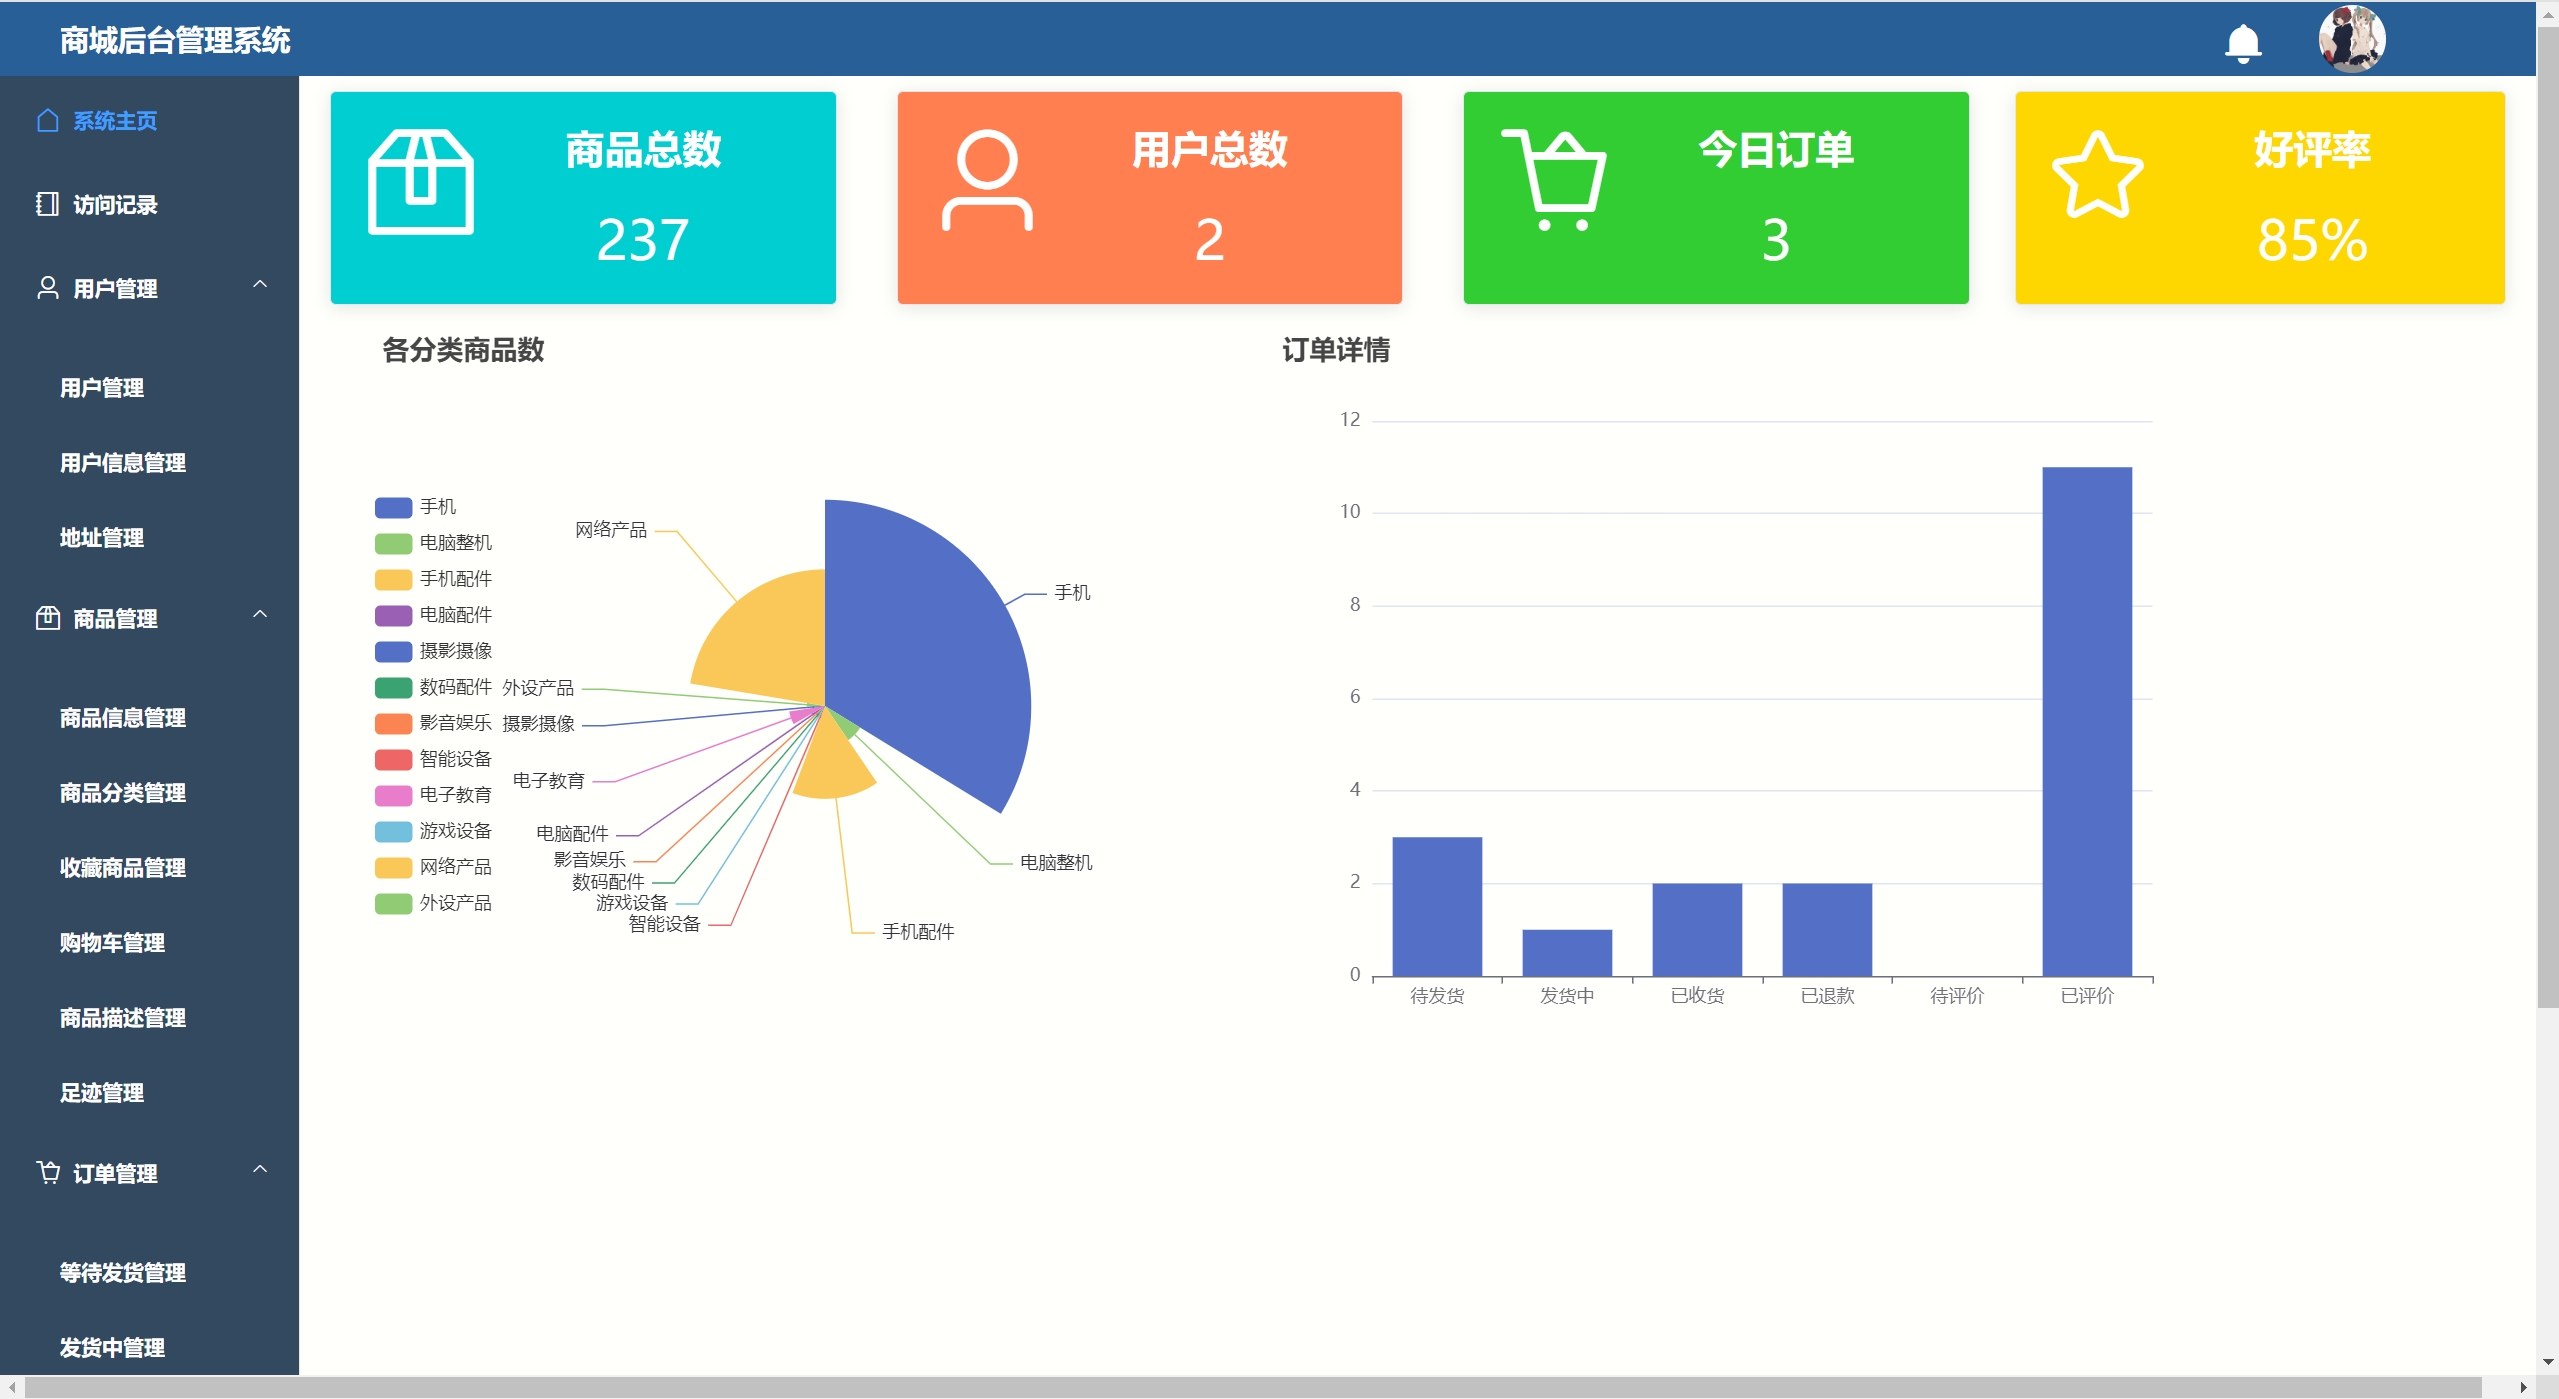 商城后台管理系统
系统主页
访问记录
用户管理
用户管理
用户信息管理
地址管理
商品管理
商品信息管理
商品分类管理
收藏商品管理
购物车管理
商品描述管理
足迹管理
订单管理
等待发货管理
发货中管理
商品总数
237
用户总数
2
今日订单
3
好评率
85%
各分类商品数
手机
电脑整机
手机配件
电脑配件
摄影摄像
数码配件
影音娱乐
智能设备
电子教育
游戏设备
网络产品
外设产品
网络产品
手机
外设产品
摄影摄像
电子教育
电脑配件
影音娱乐
数码配件
游戏设备
智能设备
电脑整机
手机配件
订单详情
12
10
8
6
4
2
0
待发货 发货中 已收货 已退款 待评价 已评价